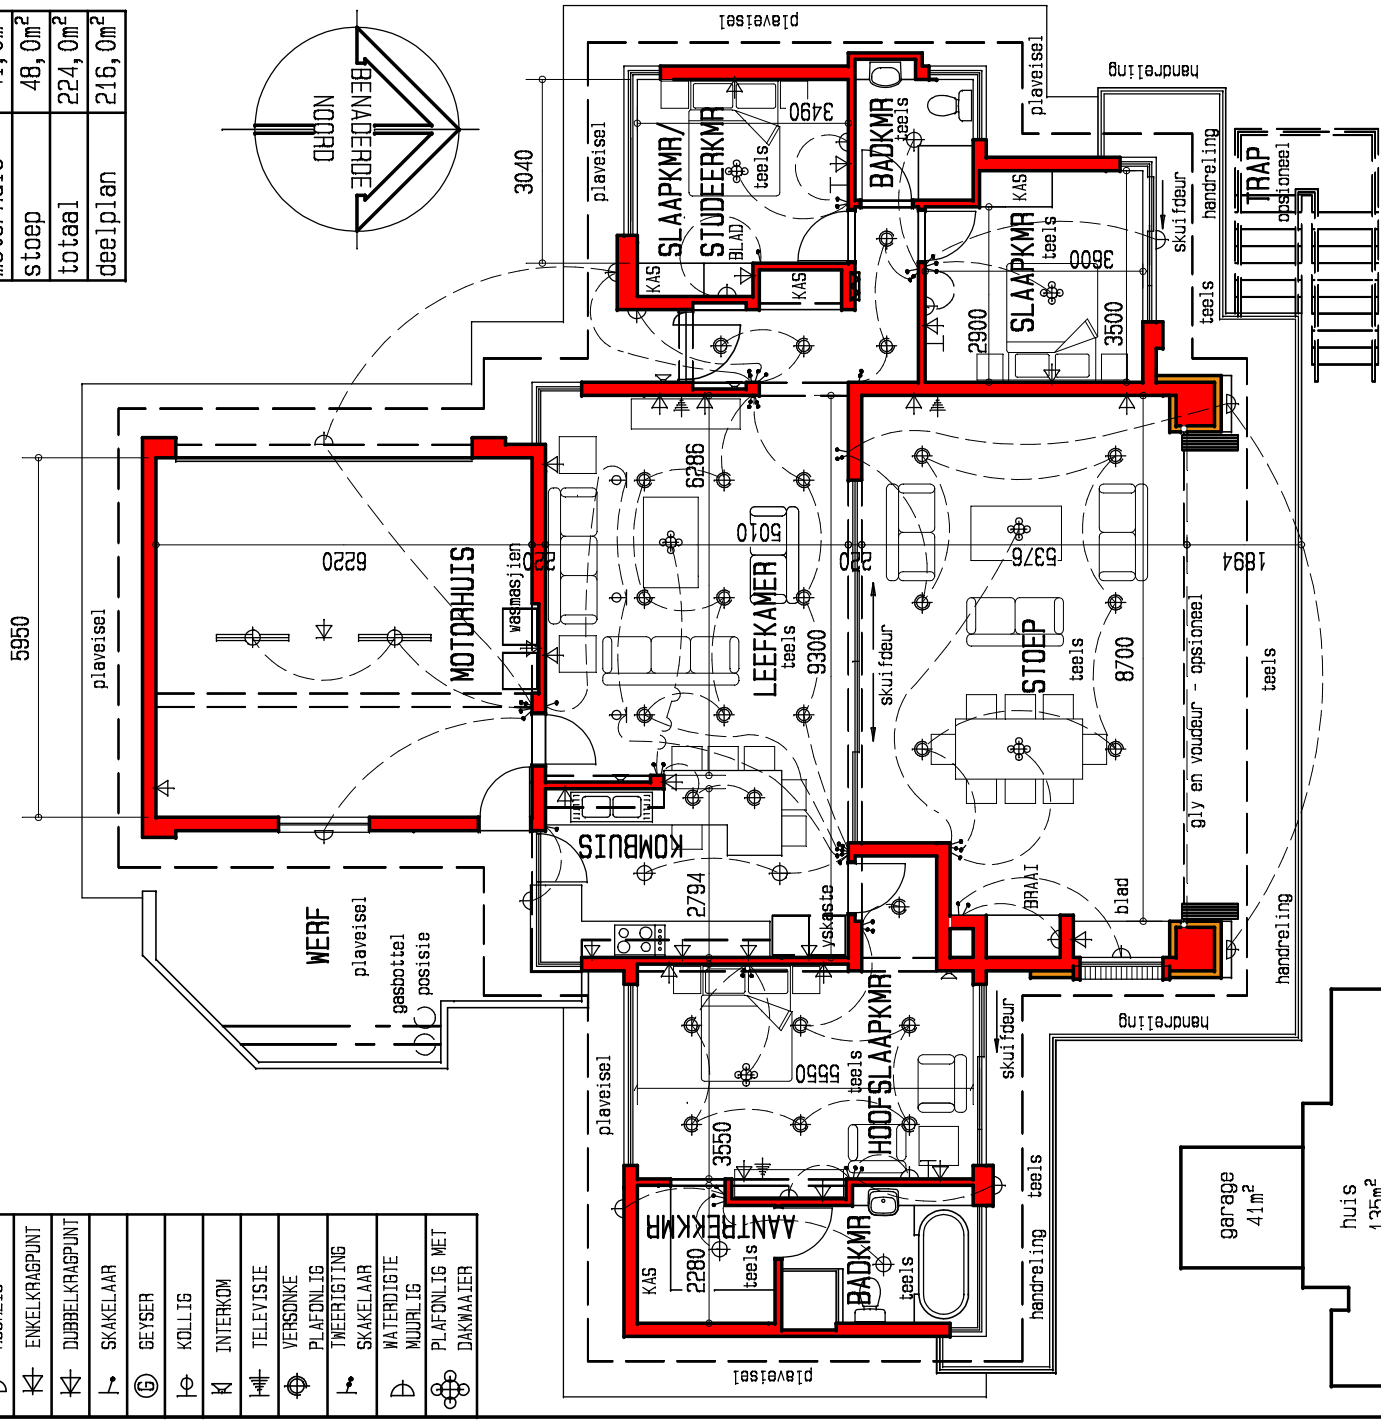 stoep 48,0m²
totaal 224,0m²
deelplan 216,0m²
BENADERDE
NOORD
plaveisel
plaveisel
handreling
3040
plaveisel
SLAAPKMR/
STUDEERKMR
teels
3490
BLAD
KAS
KAS
BADKMR
teels
KAS
SLAAPKMR
teels
3600
2900
3500
skuifdeur
handreling
teels
TRAP
opsioneel
5950
plaveisel
6220
MOTORHUIS
wasmasjien
220
6286
5010
LEEFKAMER
teels
9300
220
skuifdeur
5376
STOEP
teels
8700
1894
gly en voudeur - opsioneel
teels
KOMBUIS
2794
yskaste
BRAAI
blad
handreling
WERF
plaveisel
gasbottel
posisie
plaveisel
HOOFSLAAPKMR
teels
5550
3550
skuifdeur
handreling
teels
handreling
AANTREKKMR
KAS
2280
teels
BADKMR
teels
plaveisel
ENKELKRAGPUNT
DUBBELKRAGPUNT
SKAKELAAR
G GEYSER
KOLLIG
INTERKOM
TELEVISIE
VERSONKE
PLAFONLIG
TWEERIGTING
SKAKELAAR
WATERDIGTE
MUURLIG
PLAFONLIG MET
DAKWAAIER
garage
41m²
huis
135m²